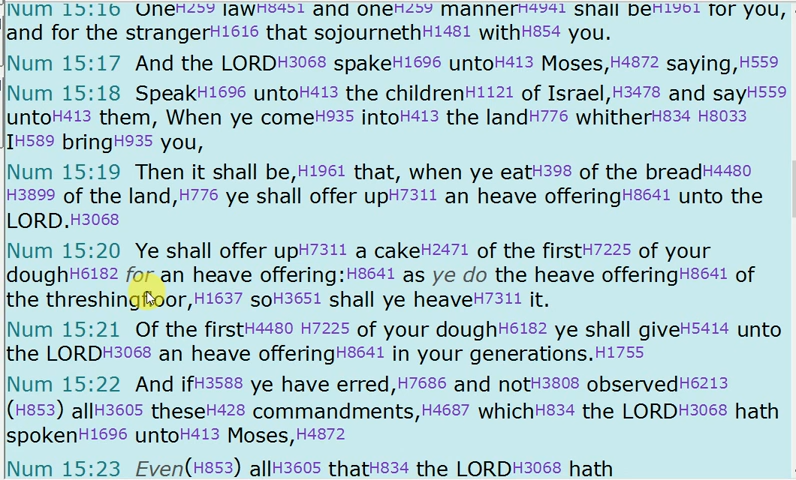 Num 15:16 OneH259 lawH8451 and oneH259 mannerH4941 shall beH1961 for you,
and for the strangerH1616 that sojournethH1481 withH854 you.
Num 15:17 And the LORDH3068 spakeH1696 untoH413 Moses,H4872 saying,H559
Num 15:18 SpeakH1696 untoH413 the childrenH1121 of Israel,H3478 and sayH559
untoH413 them, When ye comeH935 intoH413 the landH776 whitherH834 H8033
IH589 bringH935 you,
Num 15:19 Then it shall be,H1961 that, when ye eatH398 of the breadH4480
H3899 of the land,H776 ye shall offer upH7311 an heave offeringH8641 unto the
LORD.H3068
Num 15:20 Ye shall offer upH7311 a cakeH2471 of the firstH7225 of your
doughH6182 for an heave offering:H8641 as ye do the heave offeringH8641 of
the threshingfloor,H1637 soH3651 shall ye heaveH7311 it.
Num 15:21 Of the firstH4480 H7225 of your doughH6182 ye shall giveH5414 unto
the LORDH3068 an heave offeringH8641 in your generations.H1755
Num 15:22 And ifH3588 ye have erred,H7686 and notH3808 observedH6213
(H853) allH3605 theseH428 commandments,H4687 whichH834 the LORDH3068 hath
spokenH1696 untoH413 Moses,H4872
Num 15:23 Even(H853) allH3605 thatH834 the LORDH3068 hath